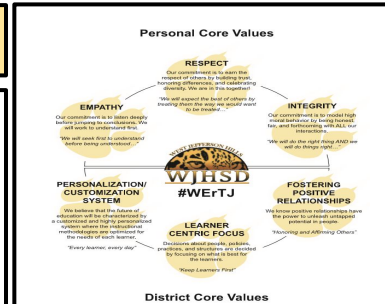 Personal Core Values
RESPECT
Our commitment is to earn the
respect of others by building trust,
honoring differences, and celebrating
diversity. We are in this together!
"We will expect the best of others by
treating them the way we would want
to be treated..."
EMPATHY
Our commitment is to listen deeply
before jumping to conclusions. We
will work to understand first.
"We will seek first to understand
before being understood..."
INTEGRITY
Our commitment is to model high
moral behavior by being honest
fair, and forthcoming with ALL our
interactions.
"We will do the right thing AND we
will do things right..."
WEST JEFFERSON HILLS
WJHSD
#WErTJ
PERSONALIZATION/
CUSTOMIZATION
SYSTEM
We believe that the future of
education will be characterized by
a customized and highly personalized
system where the instructional
methodologies are optimized for
the needs of each learner.
"Every learner, every day"
LEARNER
CENTRIC FOCUS
Decisions about people, policies,
practices, and structures are decided
by focusing on what is best for
the learners.
"Keep Learners First"
FOSTERING
POSITIVE
RELATIONSHIPS
We know positive relationships have
the power to unleash untapped
potential in people.
"Honoring and Affirming Others"
District Core Values